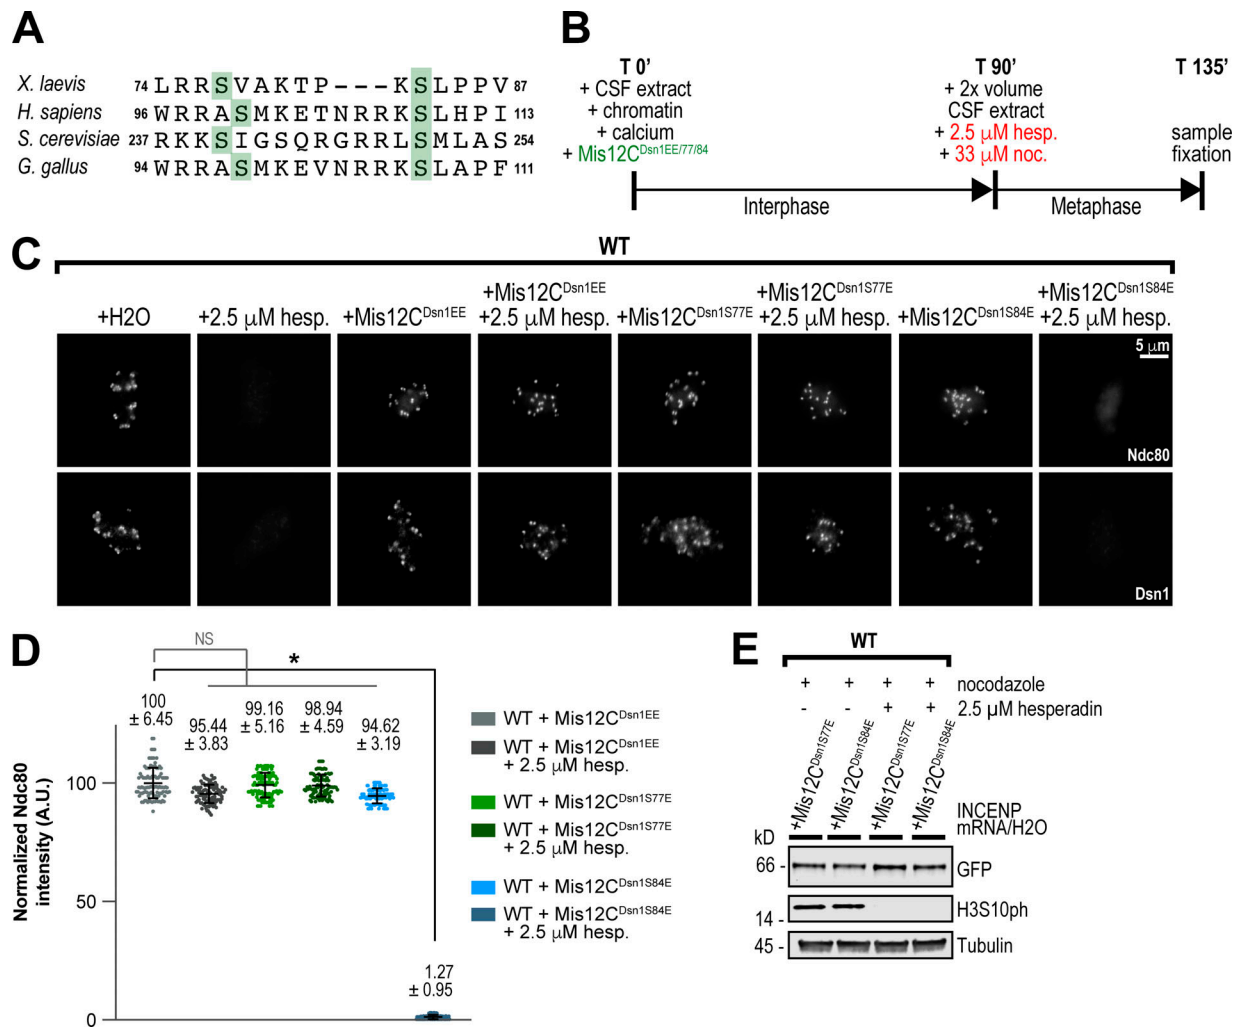 A
X. laevis 74 LRRSVAKTP---KSLPPV 87
H. sapiens 96 WRRASMKETNRRKSLHPI 113
S. cerevisiae 237 RKKSIGSQRGRRLSMLAS 254
G. gallus 94 WRRASMKEVNRRKSLAPF 111
B
T 0’
+ CSF extract
+ chromatin
+ calcium
+ Mis12C^Dsn1EE/77/84
T 90’
+ 2x volume
CSF extract
+ 2.5 μM hesp.
+ 33 μM noc.
T 135’
sample
fixation
Interphase
Metaphase
C
WT
+H2O
+2.5 μM hesp.
+Mis12C^Dsn1EE
+Mis12C^Dsn1EE
+2.5 μM hesp.
+Mis12C^Dsn1S77E
+Mis12C^Dsn1S77E
+2.5 μM hesp.
+Mis12C^Dsn1S84E
+Mis12C^Dsn1S84E
+2.5 μM hesp.
5 μm
Ndc80
Dsn1
D
NS
*
100
± 6.45
95.44
± 3.83
99.16
± 5.16
98.94
± 4.59
94.62
± 3.19
1.27
± 0.95
Normalized Ndc80
intensity (A.U.)
100
50
0
WT + Mis12C^Dsn1EE
WT + Mis12C^Dsn1EE
+ 2.5 μM hesp.
WT + Mis12C^Dsn1S77E
WT + Mis12C^Dsn1S77E
+ 2.5 μM hesp.
WT + Mis12C^Dsn1S84E
WT + Mis12C^Dsn1S84E
+ 2.5 μM hesp.
E
WT
+ + + + nocodazole
- - + + 2.5 μM hesperadin
+Mis12C^Dsn1S77E
+Mis12C^Dsn1S84E
+Mis12C^Dsn1S77E
+Mis12C^Dsn1S84E
INCENP
mRNA/H2O
kD
66 - GFP
14 - H3S10ph
45 - Tubulin